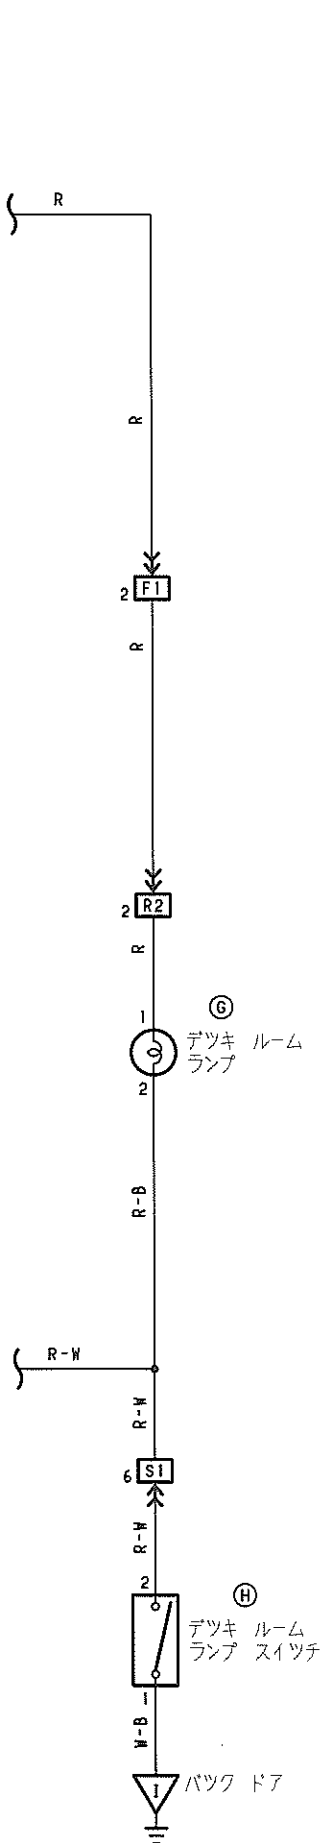 R
R
2 F1
R
2 R2
R
1
G
デツキ ルーム
ランプ
2
R-B
R-W
R-W
6 S1
R-W
2
H
デツキ ルーム
ランプ スイツチ
1
W-B
I バツク ドア